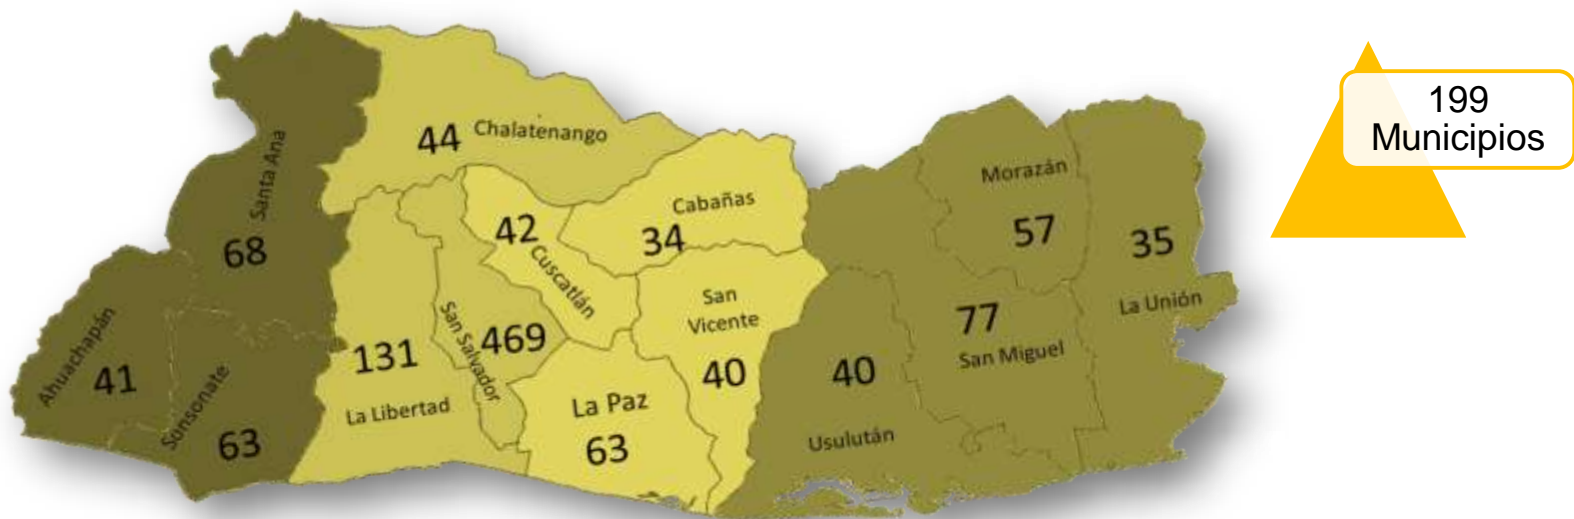 199
Municipios
44
Chalatenango
Santa Ana
68
Ahuachapán
41
Sonsonate
63
131
La Libertad
San Salvador
469
42
Cuscatlán
Cabañas
34
San
Vicente
40
La Paz
63
Morazán
57
35
La Unión
77
San Miguel
40
Usulután